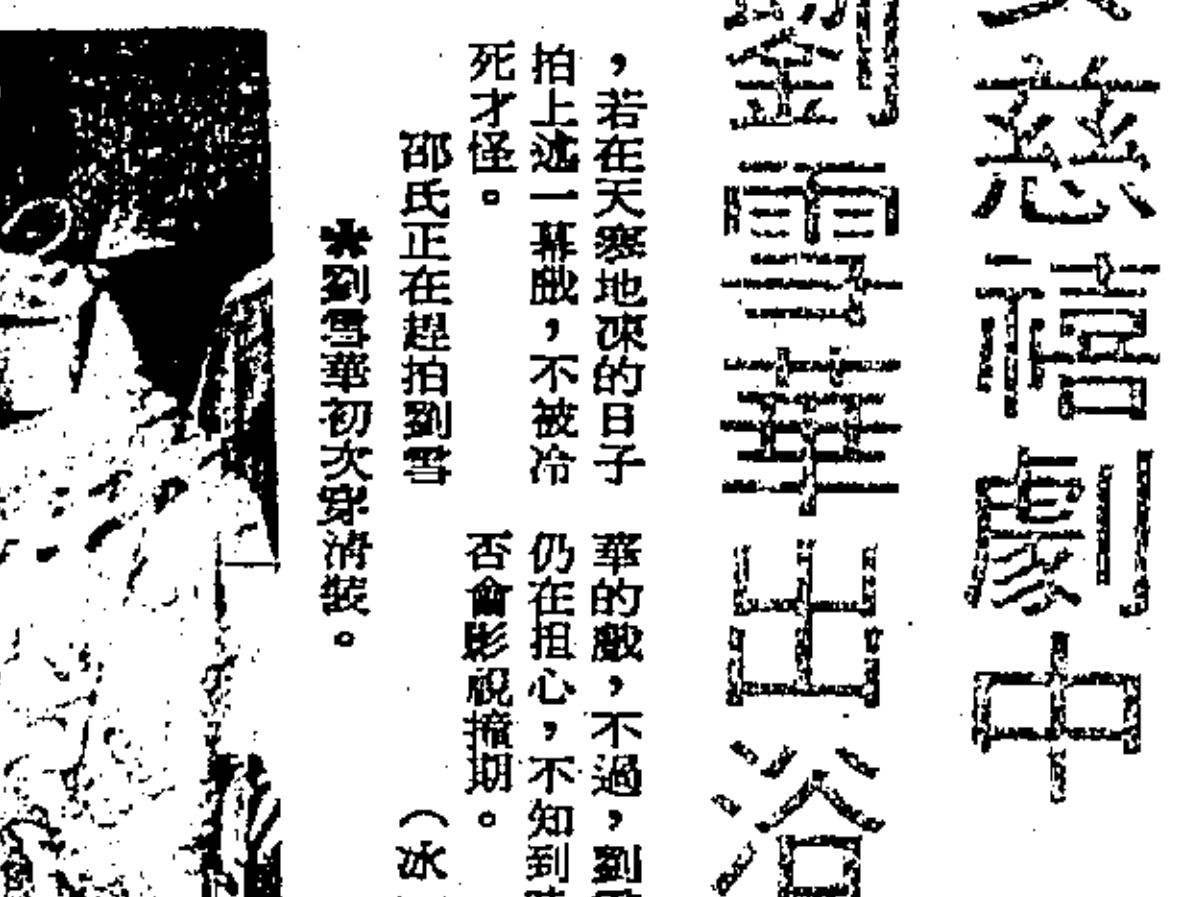 慈禧劇中
劉雪華出浴
，若在天寒地凍的日子
拍上述一幕戲，不被冷
死才怪。
邵氏正在趕拍劉雪
華的戲，不過，劉雪
仍在担心，不知到
否會影視撞期。
（冰
＊劉雪華初次穿清裝。